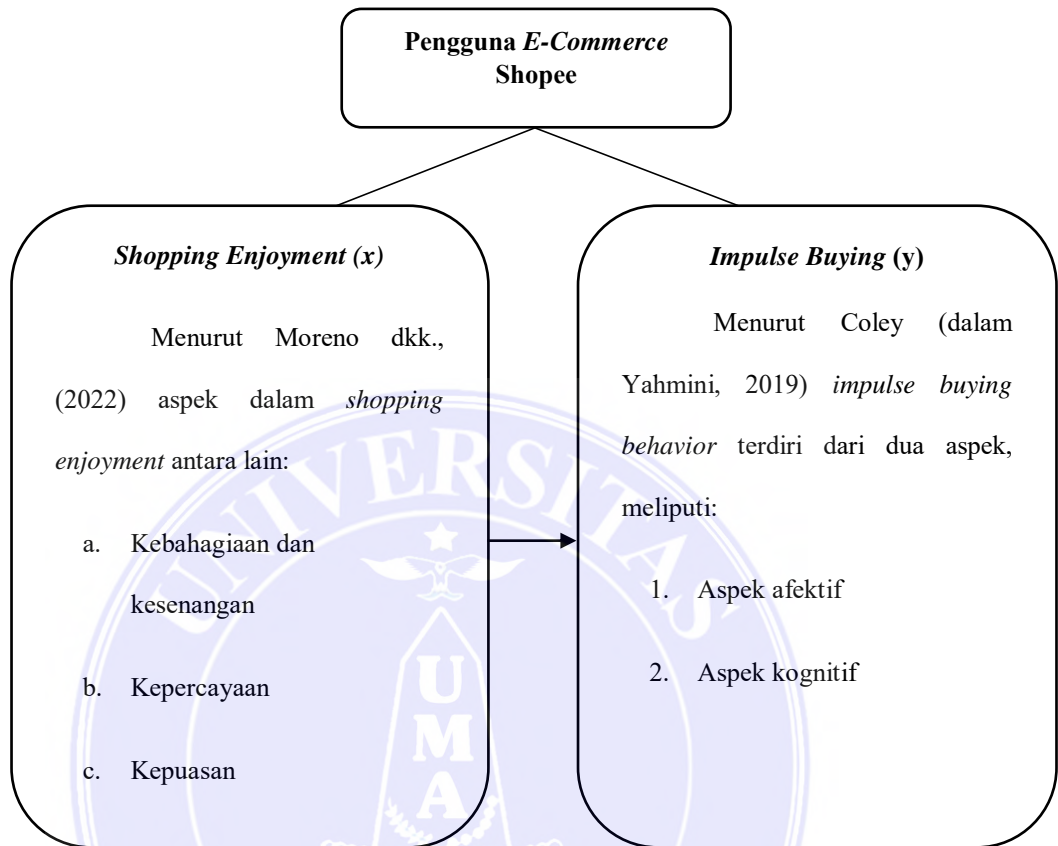 Pengguna E-Commerce
Shopee
Shopping Enjoyment (x)
Menurut Moreno dkk.,
(2022) aspek dalam shopping
enjoyment antara lain:
a. Kebahagiaan dan
kesenangan
b. Kepercayaan
c. Kepuasan
Impulse Buying (y)
Menurut Coley (dalam
Yahmini, 2019) impulse buying
behavior terdiri dari dua aspek,
meliputi:
1. Aspek afektif
2. Aspek kognitif
UNIVERSITAS
UMA